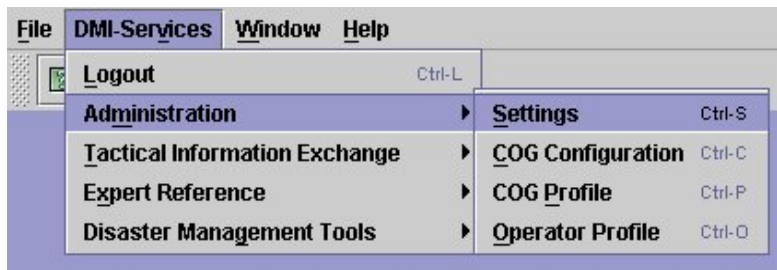 File DMI-Services Window Help
Logout Ctrl-L
Administration Settings Ctrl-S
Tactical Information Exchange COG Configuration Ctrl-C
Expert Reference COG Profile Ctrl-P
Disaster Management Tools Operator Profile Ctrl-O